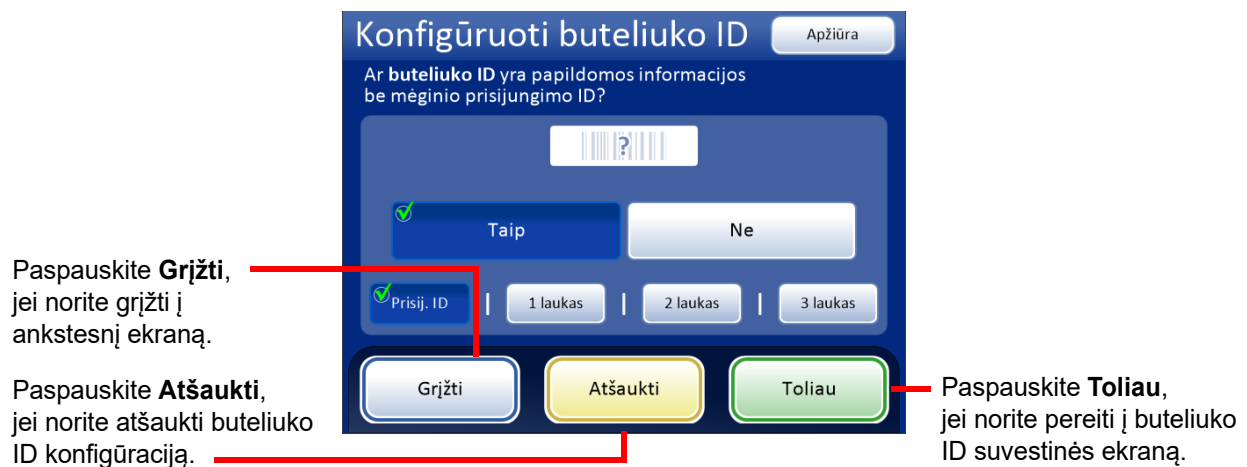 Konfigūruoti buteliuko ID
Apžiūra
Ar buteliuko ID yra papildomos informacijos
be mėginio prisijungimo ID?
?
Taip
Ne
Prisij. ID | 1 laukas | 2 laukas | 3 laukas
Grįžti
Atšaukti
Toliau
Paspauskite Grįžti,
jei norite grįžti į
ankstesnį ekraną.
Paspauskite Atšaukti,
jei norite atšaukti buteliuko
ID konfigūraciją.
Paspauskite Toliau,
jei norite pereiti į buteliuko
ID suvestinės ekraną.